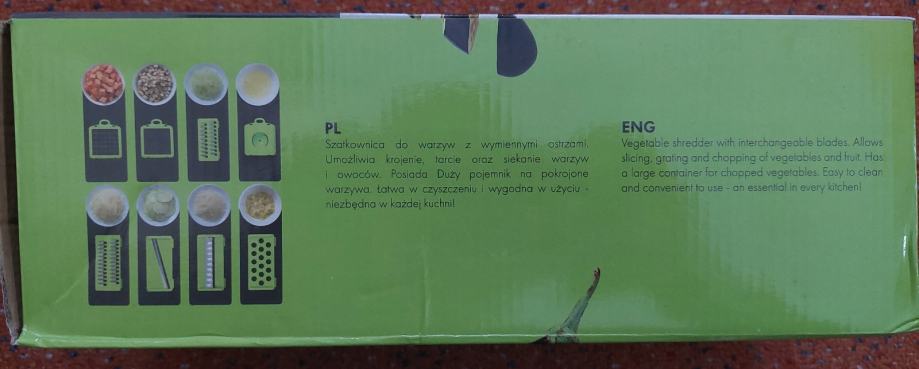 PL
Szatkownica do warzyw z wymiennymi ostrzami.
Umożliwia krojenie, tarcie oraz siekanie warzyw
i owoców. Posiada Duży pojemnik na pokrojone
warzywa. Łatwa w czyszczeniu i wygodna w użyciu -
niezbędna w każdej kuchni!
ENG
Vegetable shredder with interchangeable blades. Allows
slicing, grating and chopping of vegetables and fruit. Has
a large container for chopped vegetables. Easy to clean
and convenient to use - an essential in every kitchen!